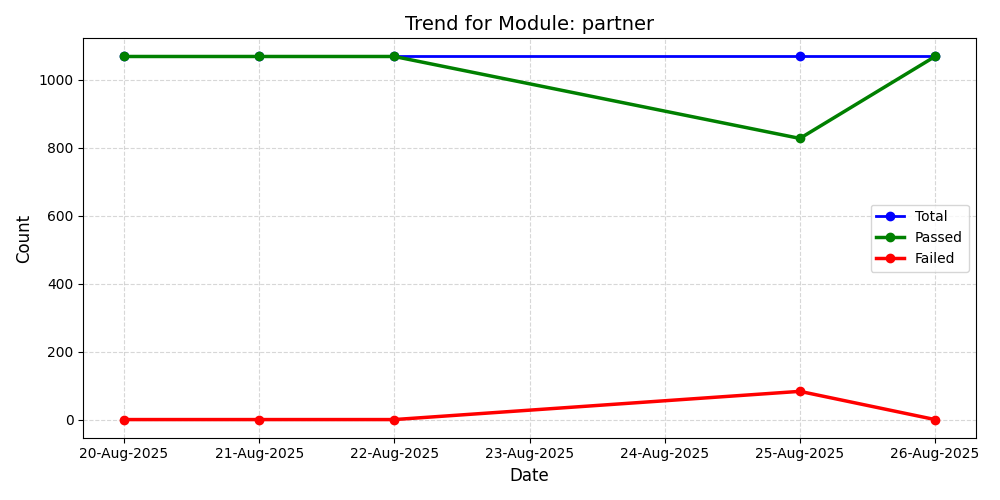 Trend for Module: partner
Count
1000
800
600
400
200
0
Total
Passed
Failed
20-Aug-2025
21-Aug-2025
22-Aug-2025
23-Aug-2025
24-Aug-2025
25-Aug-2025
26-Aug-2025
Date